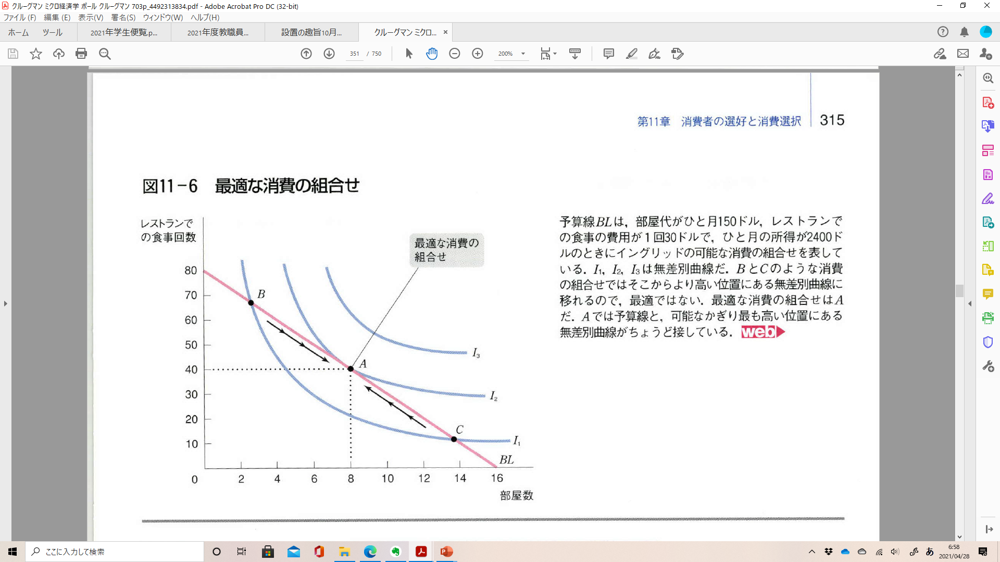 クルーグマン ミクロ経済学 ポール クルーグマン 703p_4492313834.pdf - Adobe Acrobat Pro DC (32-bit)
ファイル (F) 編集 (E) 表示(V) 署名(S) ウィンドウ(W) ヘルプ(H)
ホーム ツール 2021年学生便覧.p... 2021年度教職員... 設置の趣旨10月... クルーグマン ミクロ... ×
351 / 750 200%
第11章 消費者の選好と消費選択 315
図11-6 最適な消費の組合せ
レストランで
の食事回数
最適な消費の
組合せ
80
70
60
50
40
30
20
10
0 2 4 6 8 10 12 14 16
部屋数
B
A
C
I₃
I₂
I₁
BL
予算線BLは，部屋代がひと月150ドル，レストランで
の食事の費用が1回30ドルで，ひと月の所得が2400ド
ルのときにイングリッドの可能な消費の組合せを表して
いる．I₁，I₂，I₃は無差別曲線だ．BとCのような消費
の組合せではそこからより高い位置にある無差別曲線に
移れるので，最適ではない．最適な消費の組合せはA
だ．Aでは予算線と，可能なかぎり最も高い位置にある
無差別曲線がちょうど接している．web
ここに入力して検索
あ
6:58
2021/04/28